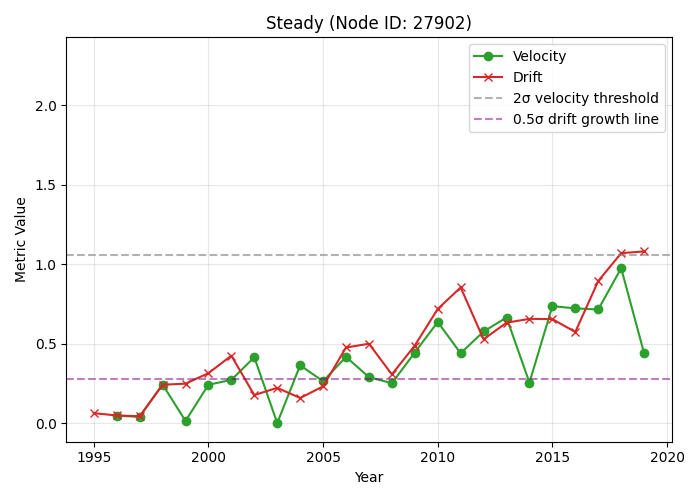 Steady (Node ID: 27902)
Velocity
Drift
2σ velocity threshold
0.5σ drift growth line
Metric Value
2.0
1.5
1.0
0.5
0.0
1995 2000 2005 2010 2015 2020
Year